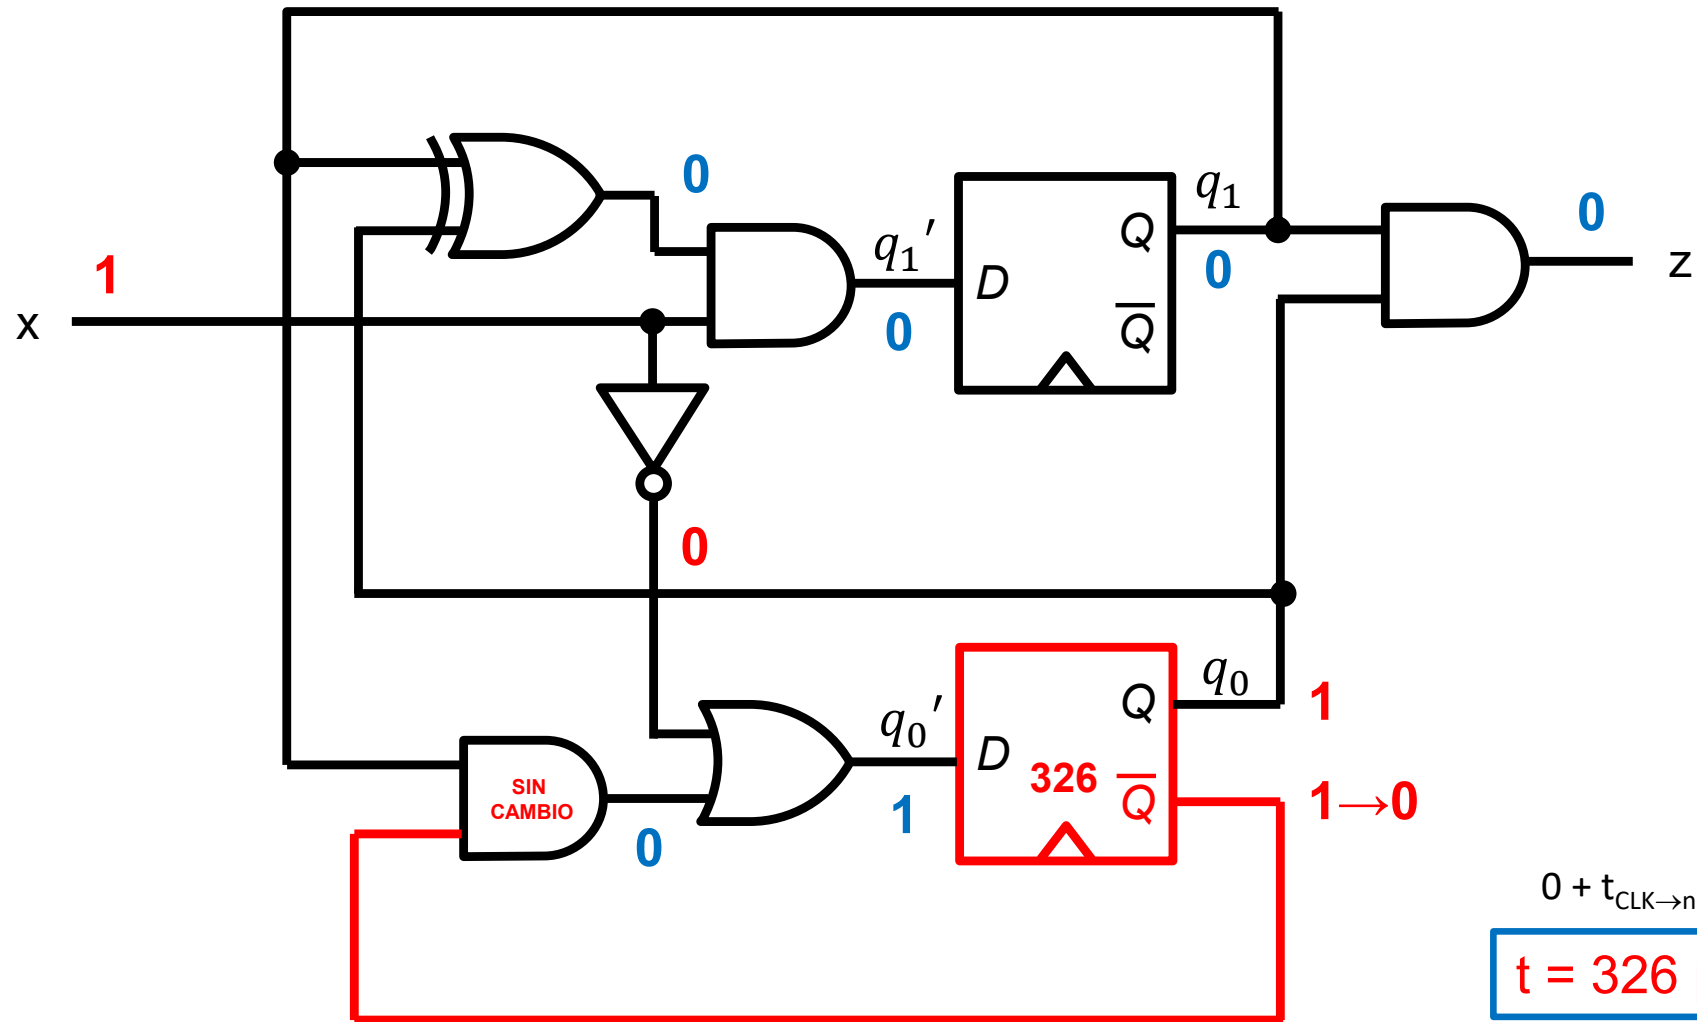 0
q₁
Q
0
1
q₁′
D
0
z
x
0
Q̅
0
q₀
Q
1
q₀′
D
326
Q̅
1→0
SIN
CAMBIO
0
1
0 + t_CLK→n
t = 326